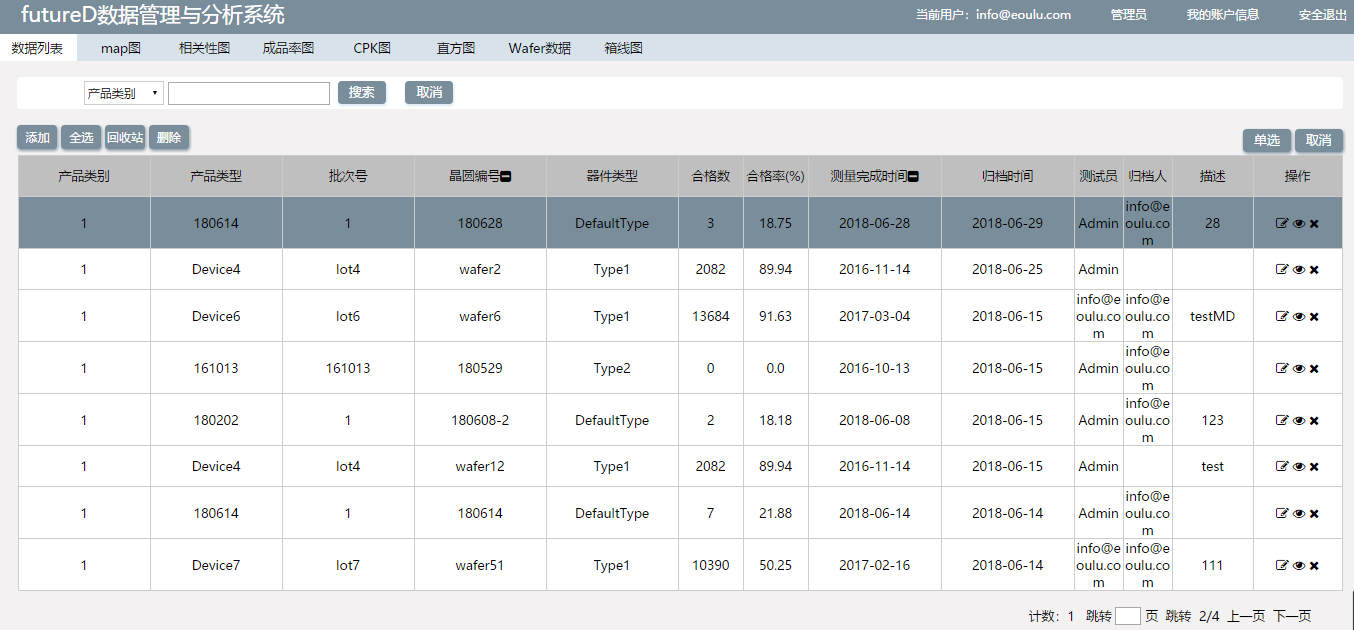 futureD数据管理与分析系统 当前用户：info@eoulu.com 管理员 我的账户信息 安全退出
数据列表 map图 相关性图 成品率图 CPK图 直方图 Wafer数据 箱线图
产品类别 搜索 取消
添加 全选 回收站 删除 单选 取消
产品类别 产品类型 批次号 晶圆编号 器件类型 合格数 合格率(%) 测量完成时间 归档时间 测试员 归档人 描述 操作
1 180614 1 180628 DefaultType 3 18.75 2018-06-28 2018-06-29 Admin info@eoulu.com 28
1 Device4 lot4 wafer2 Type1 2082 89.94 2016-11-14 2018-06-25 Admin
1 Device6 lot6 wafer6 Type1 13684 91.63 2017-03-04 2018-06-15 info@eoulu.com info@eoulu.com testMD
1 161013 161013 180529 Type2 0 0.0 2016-10-13 2018-06-15 Admin info@eoulu.com
1 180202 1 180608-2 DefaultType 2 18.18 2018-06-08 2018-06-15 Admin info@eoulu.com 123
1 Device4 lot4 wafer12 Type1 2082 89.94 2016-11-14 2018-06-15 Admin test
1 180614 1 180614 DefaultType 7 21.88 2018-06-14 2018-06-14 Admin info@eoulu.com
1 Device7 lot7 wafer51 Type1 10390 50.25 2017-02-16 2018-06-14 info@eoulu.com info@eoulu.com 111
计数：1 跳转 页 跳转 2/4 上一页 下一页